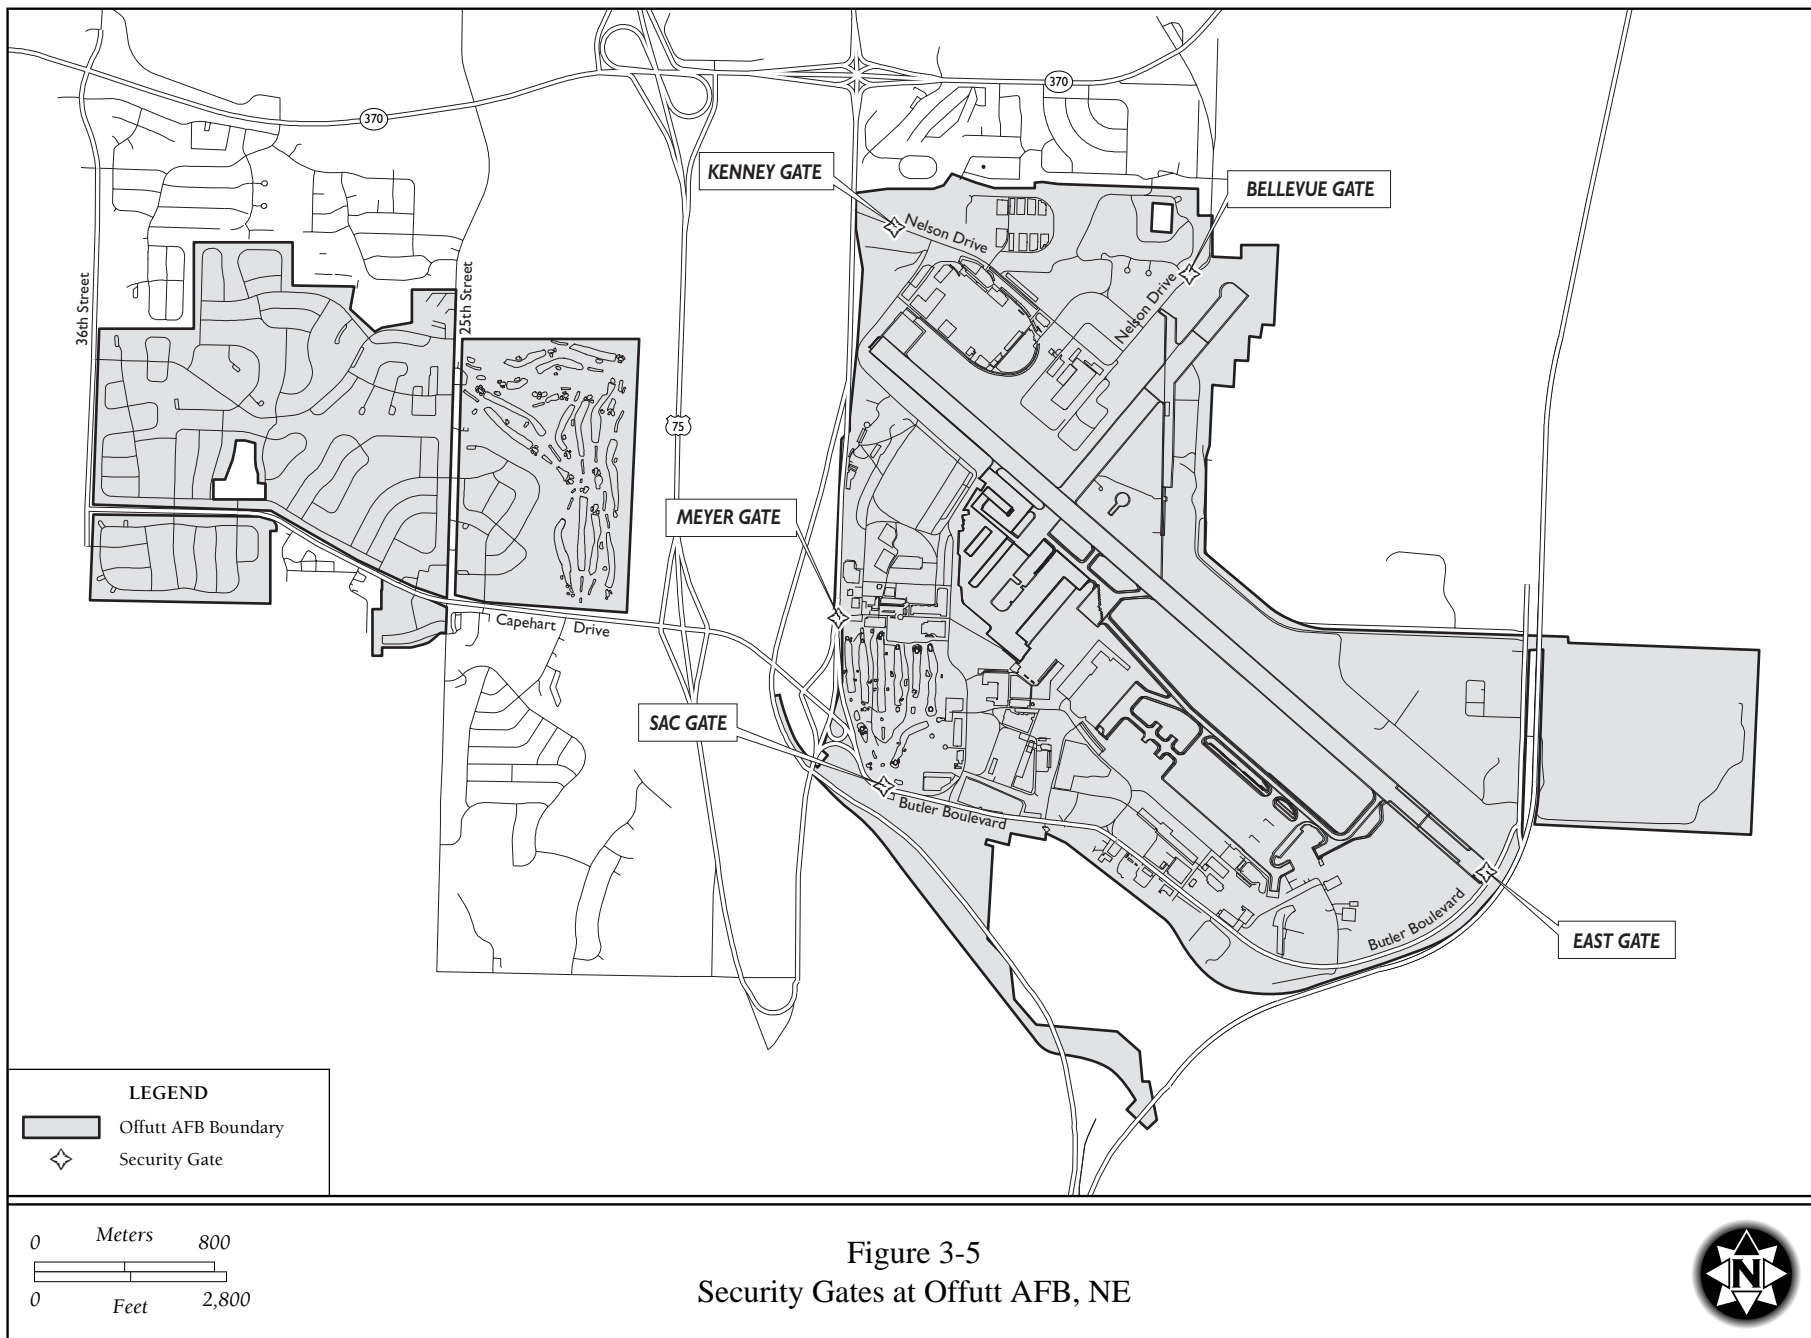 370
370
KENNEY GATE
BELLEVUE GATE
Nelson Drive
36th Street
25th Street
Nelson Drive
75
MEYER GATE
Capehart Drive
SAC GATE
Butler Boulevard
Butler Boulevard
EAST GATE
LEGEND
Offutt AFB Boundary
Security Gate
Meters
0 800
0 2,800
Feet
Figure 3-5
Security Gates at Offutt AFB, NE
N